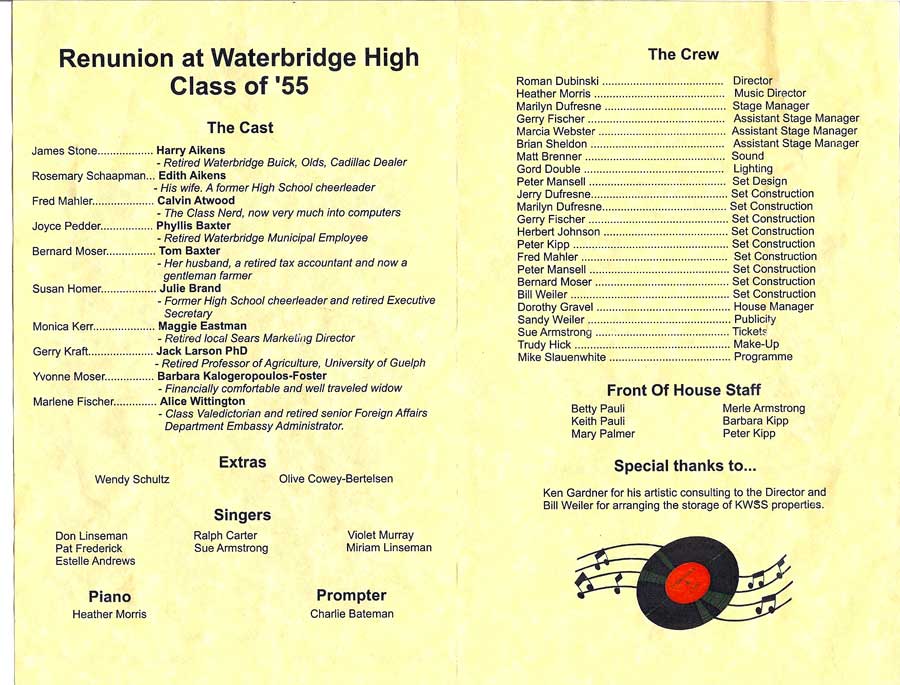 Renunion at Waterbridge High
Class of '55
The Cast
James Stone.................. Harry Aikens
- Retired Waterbridge Buick, Olds, Cadillac Dealer
Rosemary Schaapman... Edith Aikens
- His wife. A former High School cheerleader
Fred Mahler.................... Calvin Atwood
- The Class Nerd, now very much into computers
Joyce Pedder................. Phyllis Baxter
- Retired Waterbridge Municipal Employee
Bernard Moser................ Tom Baxter
- Her husband, a retired tax accountant and now a
gentleman farmer
Susan Homer.................. Julie Brand
- Former High School cheerleader and retired Executive
Secretary
Monica Kerr.................... Maggie Eastman
- Retired local Sears Marketing Director
Gerry Kraft..................... Jack Larson PhD
- Retired Professor of Agriculture, University of Guelph
Yvonne Moser................ Barbara Kalogeropoulos-Foster
- Financially comfortable and well traveled widow
Marlene Fischer............. Alice Wittington
- Class Valedictorian and retired senior Foreign Affairs
Department Embassy Administrator.
Extras
Wendy Schultz Olive Cowey-Bertelsen
Singers
Don Linseman Ralph Carter Violet Murray
Pat Frederick Sue Armstrong Miriam Linseman
Estelle Andrews
Piano Prompter
Heather Morris Charlie Bateman
The Crew
Roman Dubinski ...................................... Director
Heather Morris ......................................... Music Director
Marilyn Dufresne ...................................... Stage Manager
Gerry Fischer ........................................... Assistant Stage Manager
Marcia Webster ........................................ Assistant Stage Manager
Brian Sheldon .......................................... Assistant Stage Manager
Matt Brenner ............................................ Sound
Gord Double ............................................ Lighting
Peter Mansell ........................................... Set Design
Jerry Dufresne.......................................... Set Construction
Marilyn Dufresne....................................... Set Construction
Gerry Fischer ........................................... Set Construction
Herbert Johnson ....................................... Set Construction
Peter Kipp ................................................ Set Construction
Fred Mahler .............................................. Set Construction
Peter Mansell ........................................... Set Construction
Bernard Moser .......................................... Set Construction
Bill Weiler .................................................. Set Construction
Dorothy Gravel .......................................... House Manager
Sandy Weiler ............................................ Publicity
Sue Armstrong .......................................... Tickets
Trudy Hick ................................................ Make-Up
Mike Slauenwhite ...................................... Programme
Front Of House Staff
Betty Pauli Merle Armstrong
Keith Pauli Barbara Kipp
Mary Palmer Peter Kipp
Special thanks to...
Ken Gardner for his artistic consulting to the Director and
Bill Weiler for arranging the storage of KWSS properties.